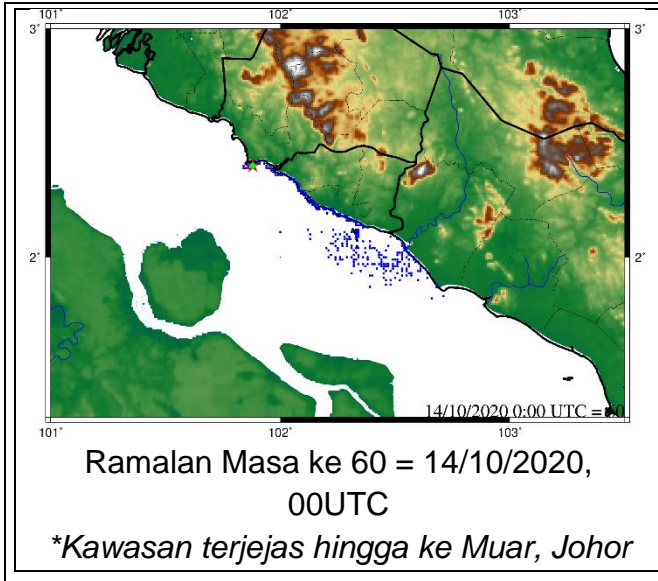 101° 102° 103°
3° 3°
2° 2°
14/10/2020 0:00 UTC =
101° 102° 103°
Ramalan Masa ke 60 = 14/10/2020,
00UTC
*Kawasan terjejas hingga ke Muar, Johor